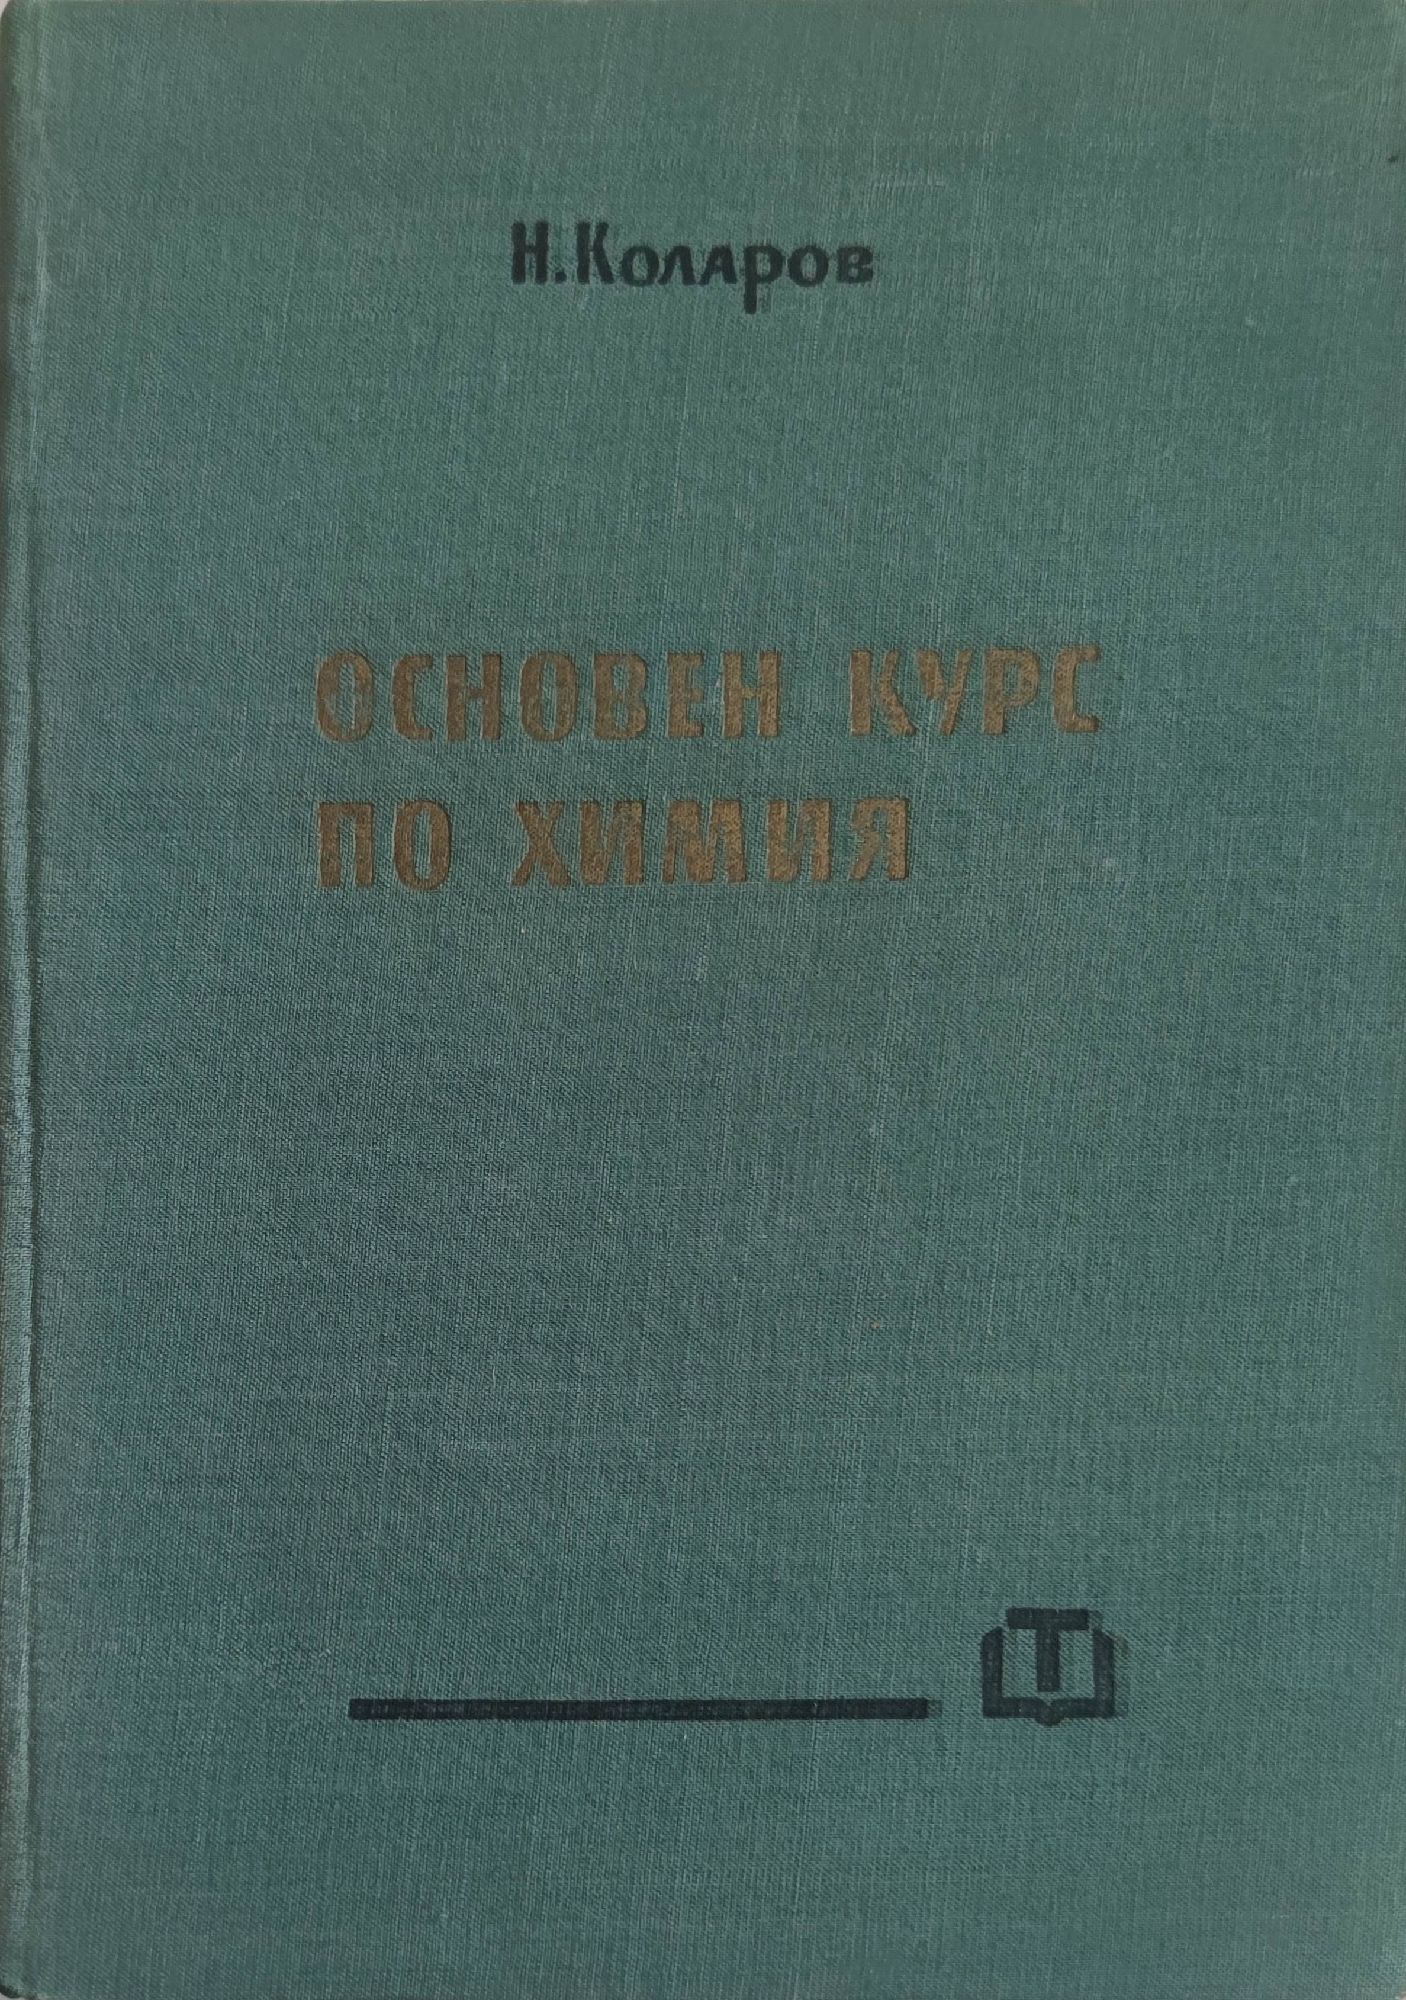 Н. Коларов
ОСНОВЕН КУРС
ПО ХИМИЯ
Т